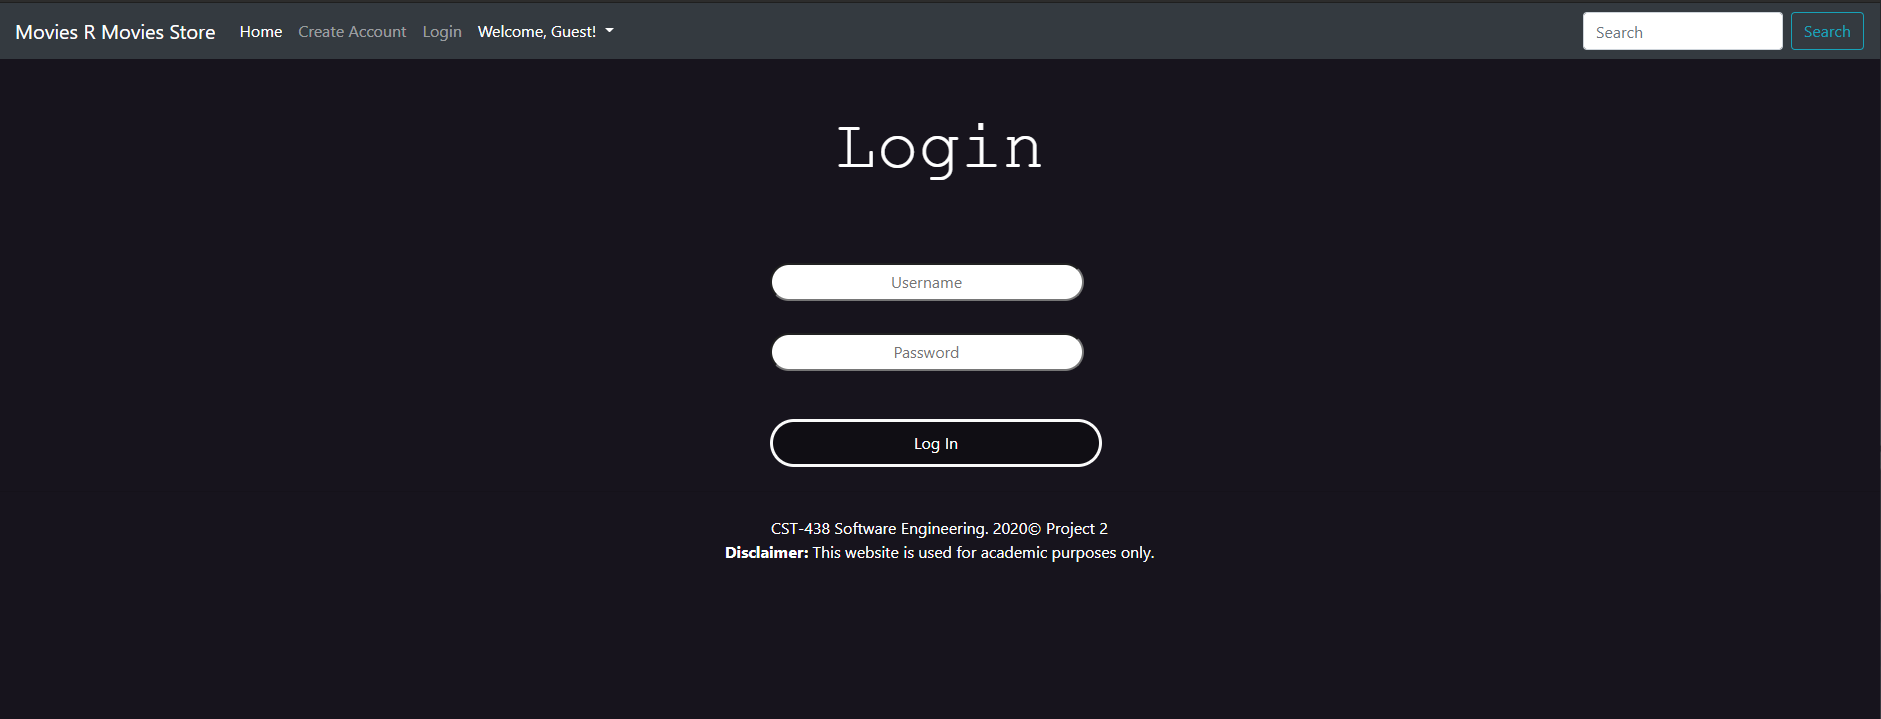 Movies R Movies Store Home Create Account Login Welcome, Guest! Search Search
Login
Username
Password
Log In
CST-438 Software Engineering. 2020© Project 2
Disclaimer: This website is used for academic purposes only.